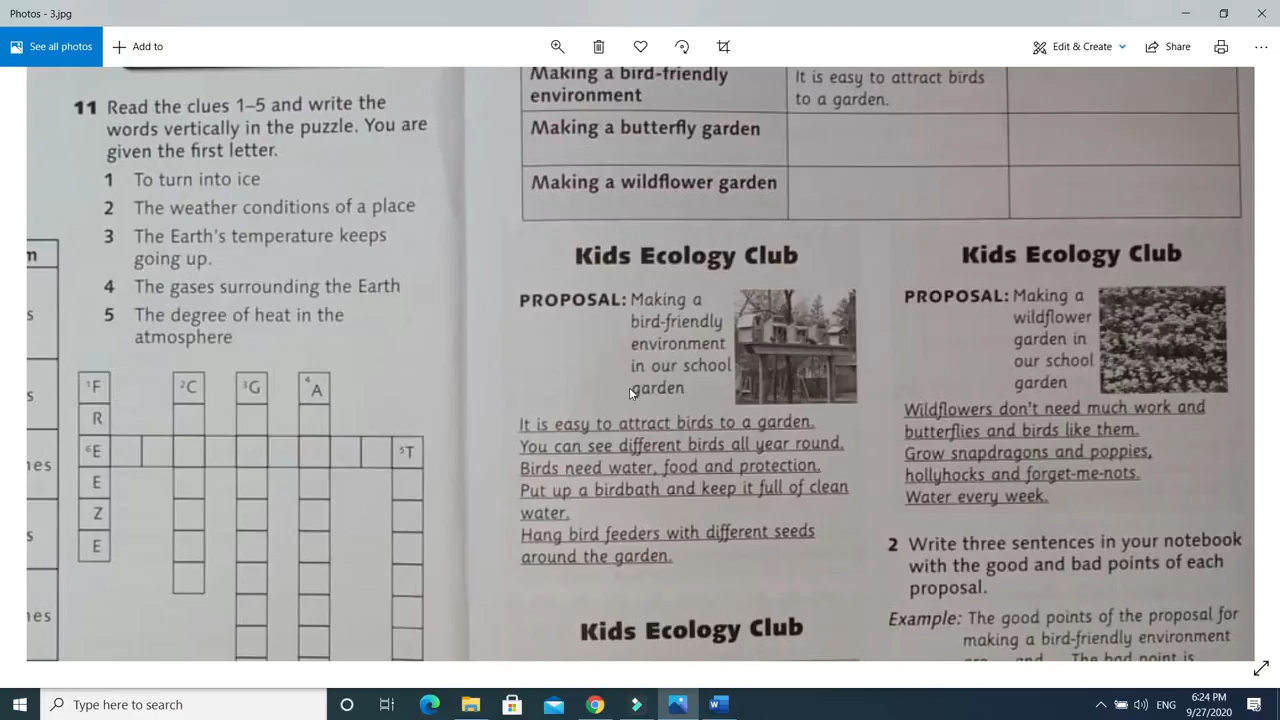 Photos - 3.jpg
See all photos
Add to
Edit & Create
Share
11 Read the clues 1–5 and write the
words vertically in the puzzle. You are
given the first letter.
1 To turn into ice
2 The weather conditions of a place
3 The Earth's temperature keeps
going up.
4 The gases surrounding the Earth
5 The degree of heat in the
atmosphere
1F
2C
3G
4A
R
6E
5T
E
Z
E
m
s
s
nes
s
nes
Making a bird-friendly
environment
It is easy to attract birds
to a garden.
Making a butterfly garden
Making a wildflower garden
Kids Ecology Club
PROPOSAL: Making a
bird-friendly
environment
in our school
garden
It is easy to attract birds to a garden.
You can see different birds all year round.
Birds need water, food and protection.
Put up a birdbath and keep it full of clean
water.
Hang bird feeders with different seeds
around the garden.
Kids Ecology Club
Kids Ecology Club
PROPOSAL: Making a
wildflower
garden in
our school
garden
Wildflowers don't need much work and
butterflies and birds like them.
Grow snapdragons and poppies,
hollyhocks and forget-me-nots.
Water every week.
2 Write three sentences in your notebook
with the good and bad points of each
proposal.
Example: The good points of the proposal for
making a bird-friendly environment
are and The bad point is
Type here to search
ENG
6:24 PM
9/27/2020